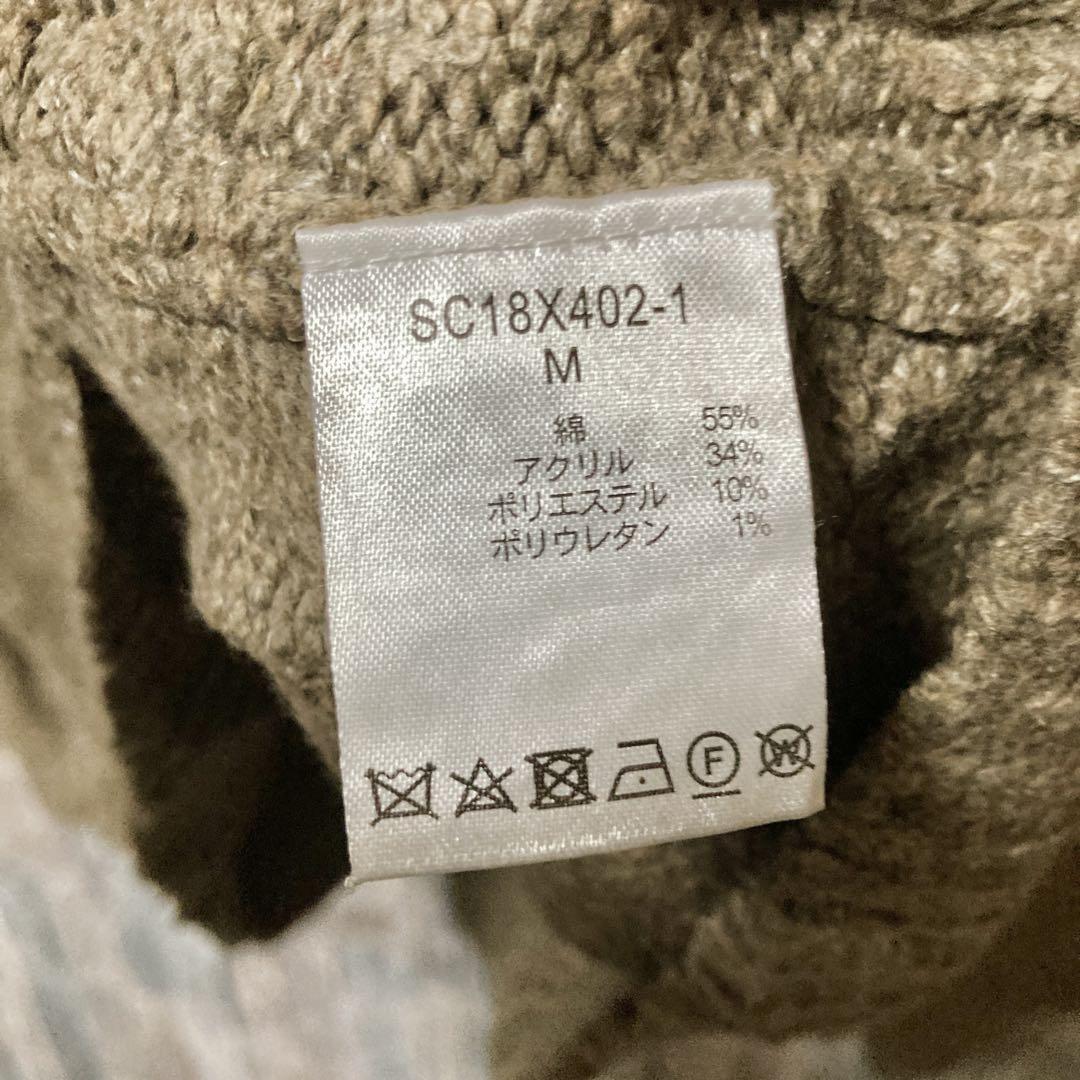 SC18X402-1
M
綿 55%
アクリル 34%
ポリエステル 10%
ポリウレタン 1%
F
W